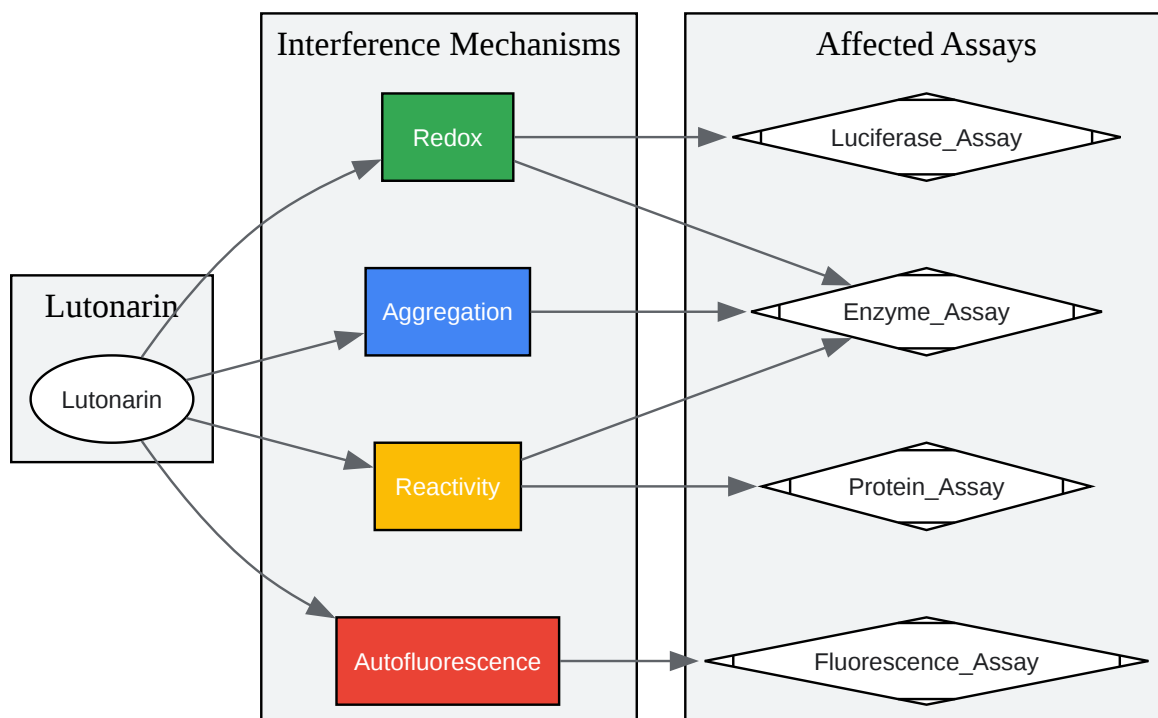 Interference Mechanisms
Affected Assays
Redox
Luciferase_Assay
Lutonarin
Aggregation
Enzyme_Assay
Lutonarin
Reactivity
Protein_Assay
Autofluorescence
Fluorescence_Assay